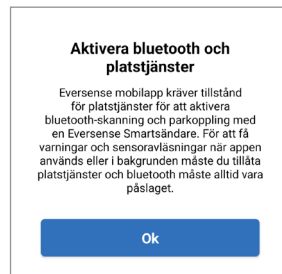 Aktivera bluetooth och
platstjänster
Eversense mobilapp kräver tillstånd
för platstjänster för att aktivera
bluetooth-skanning och parkoppling med
en Eversense Smartsändare. För att få
varningar och sensoravläsningar när appen
används eller i bakgrunden måste du tillåta
platstjänster och bluetooth måste alltid vara
påslaget.
Ok